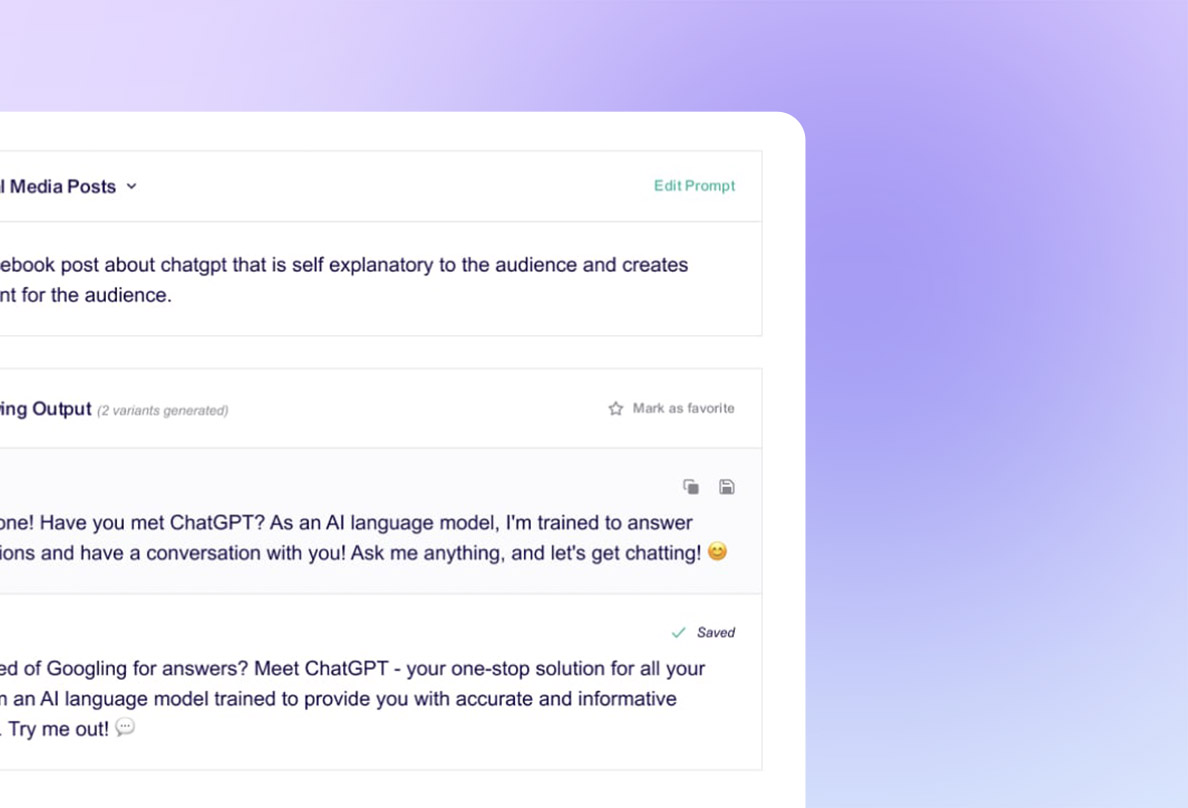 l Media Posts
Edit Prompt
ebook post about chatgpt that is self explanatory to the audience and creates
nt for the audience.
ing Output (2 variants generated)
Mark as favorite
one! Have you met ChatGPT? As an AI language model, I'm trained to answer
ions and have a conversation with you! Ask me anything, and let's get chatting! 😊
Saved
ed of Googling for answers? Meet ChatGPT - your one-stop solution for all your
an AI language model trained to provide you with accurate and informative
. Try me out! 💬